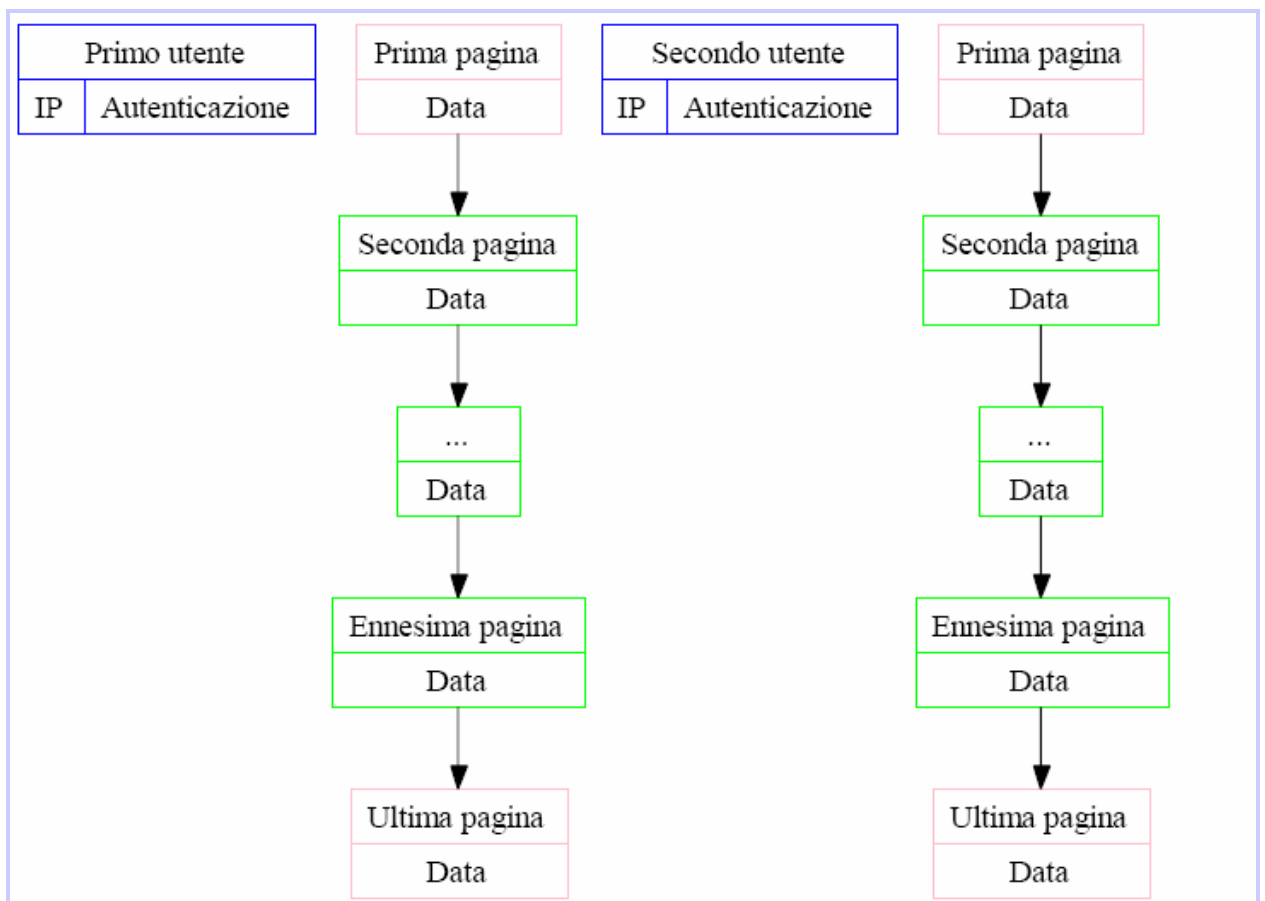 Primo utente
IP Autenticazione
Prima pagina
Data
Seconda pagina
Data
...
Data
Ennesima pagina
Data
Ultima pagina
Data
Secondo utente
IP Autenticazione
Prima pagina
Data
Seconda pagina
Data
...
Data
Ennesima pagina
Data
Ultima pagina
Data